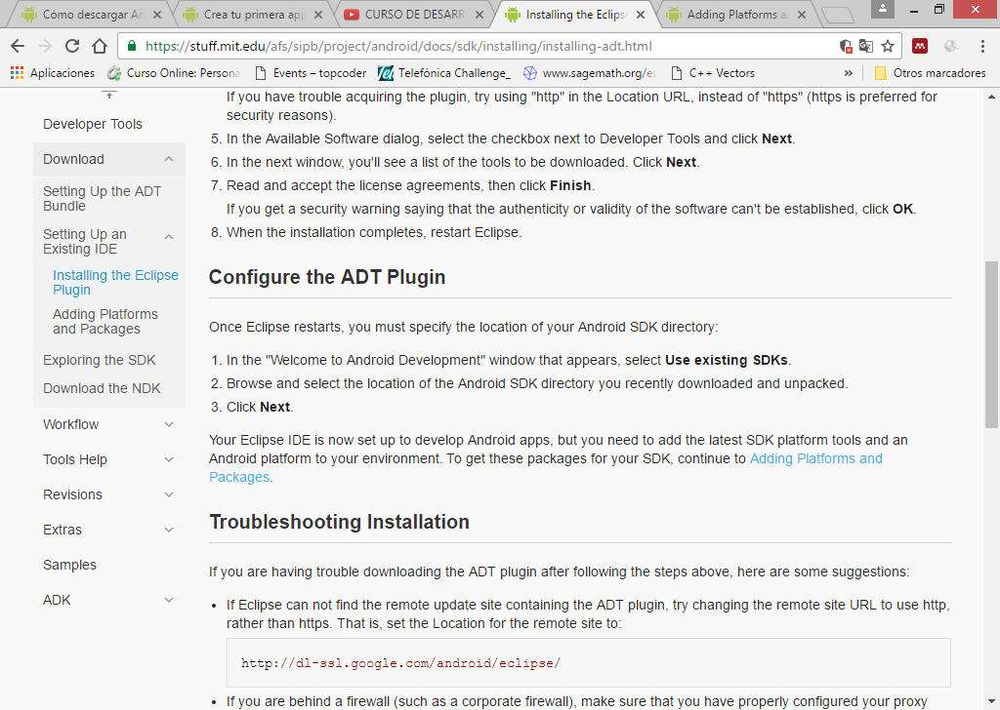 Cómo descargar An
Crea tu primera app
CURSO DE DESARR
Installing the Eclipse
Adding Platforms a
https://stuff.mit.edu/afs/sipb/project/android/docs/sdk/installing/installing-adt.html
Aplicaciones
Curso Online: Persona
Events – topcoder
Telefónica Challenge_
www.sagemath.org/es
C++ Vectors
»
Otros marcadores
Developer Tools
Download
Setting Up the ADT
Bundle
Setting Up an
Existing IDE
Installing the Eclipse
Plugin
Adding Platforms
and Packages
Exploring the SDK
Download the NDK
Workflow
Tools Help
Revisions
Extras
Samples
ADK
If you have trouble acquiring the plugin, try using "http" in the Location URL, instead of "https" (https is preferred for
security reasons).
5. In the Available Software dialog, select the checkbox next to Developer Tools and click Next.
6. In the next window, you'll see a list of the tools to be downloaded. Click Next.
7. Read and accept the license agreements, then click Finish.
If you get a security warning saying that the authenticity or validity of the software can't be established, click OK.
8. When the installation completes, restart Eclipse.
Configure the ADT Plugin
Once Eclipse restarts, you must specify the location of your Android SDK directory:
1. In the "Welcome to Android Development" window that appears, select Use existing SDKs.
2. Browse and select the location of the Android SDK directory you recently downloaded and unpacked.
3. Click Next.
Your Eclipse IDE is now set up to develop Android apps, but you need to add the latest SDK platform tools and an
Android platform to your environment. To get these packages for your SDK, continue to Adding Platforms and
Packages.
Troubleshooting Installation
If you are having trouble downloading the ADT plugin after following the steps above, here are some suggestions:
• If Eclipse can not find the remote update site containing the ADT plugin, try changing the remote site URL to use http,
rather than https. That is, set the Location for the remote site to:
http://dl-ssl.google.com/android/eclipse/
• If you are behind a firewall (such as a corporate firewall), make sure that you have properly configured your proxy